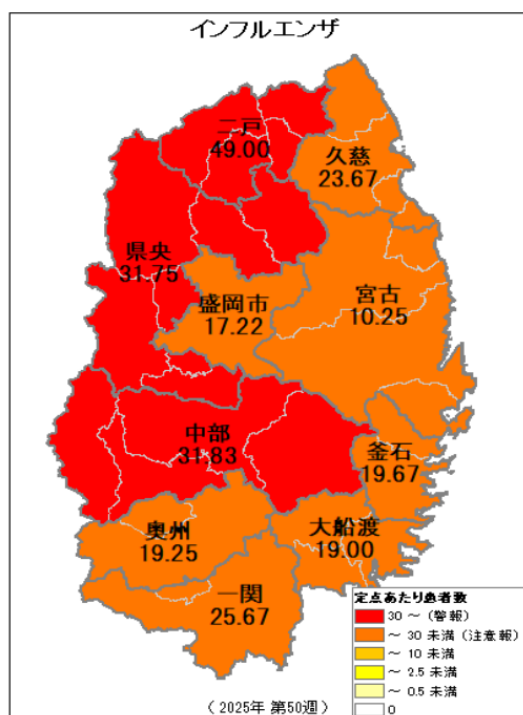 インフルエンザ
二戸
49.00
久慈
23.67
県央
31.75
盛岡市
17.22
宮古
10.25
中部
31.83
釜石
19.67
奥州
19.25
大船渡
19.00
一関
25.67
定点あたり患者数
30 ～ (警報)
～ 30 未満 (注意報)
～ 10 未満
～ 2.5 未満
～ 0.5 未満
0
（ 2025年 第50週 ）